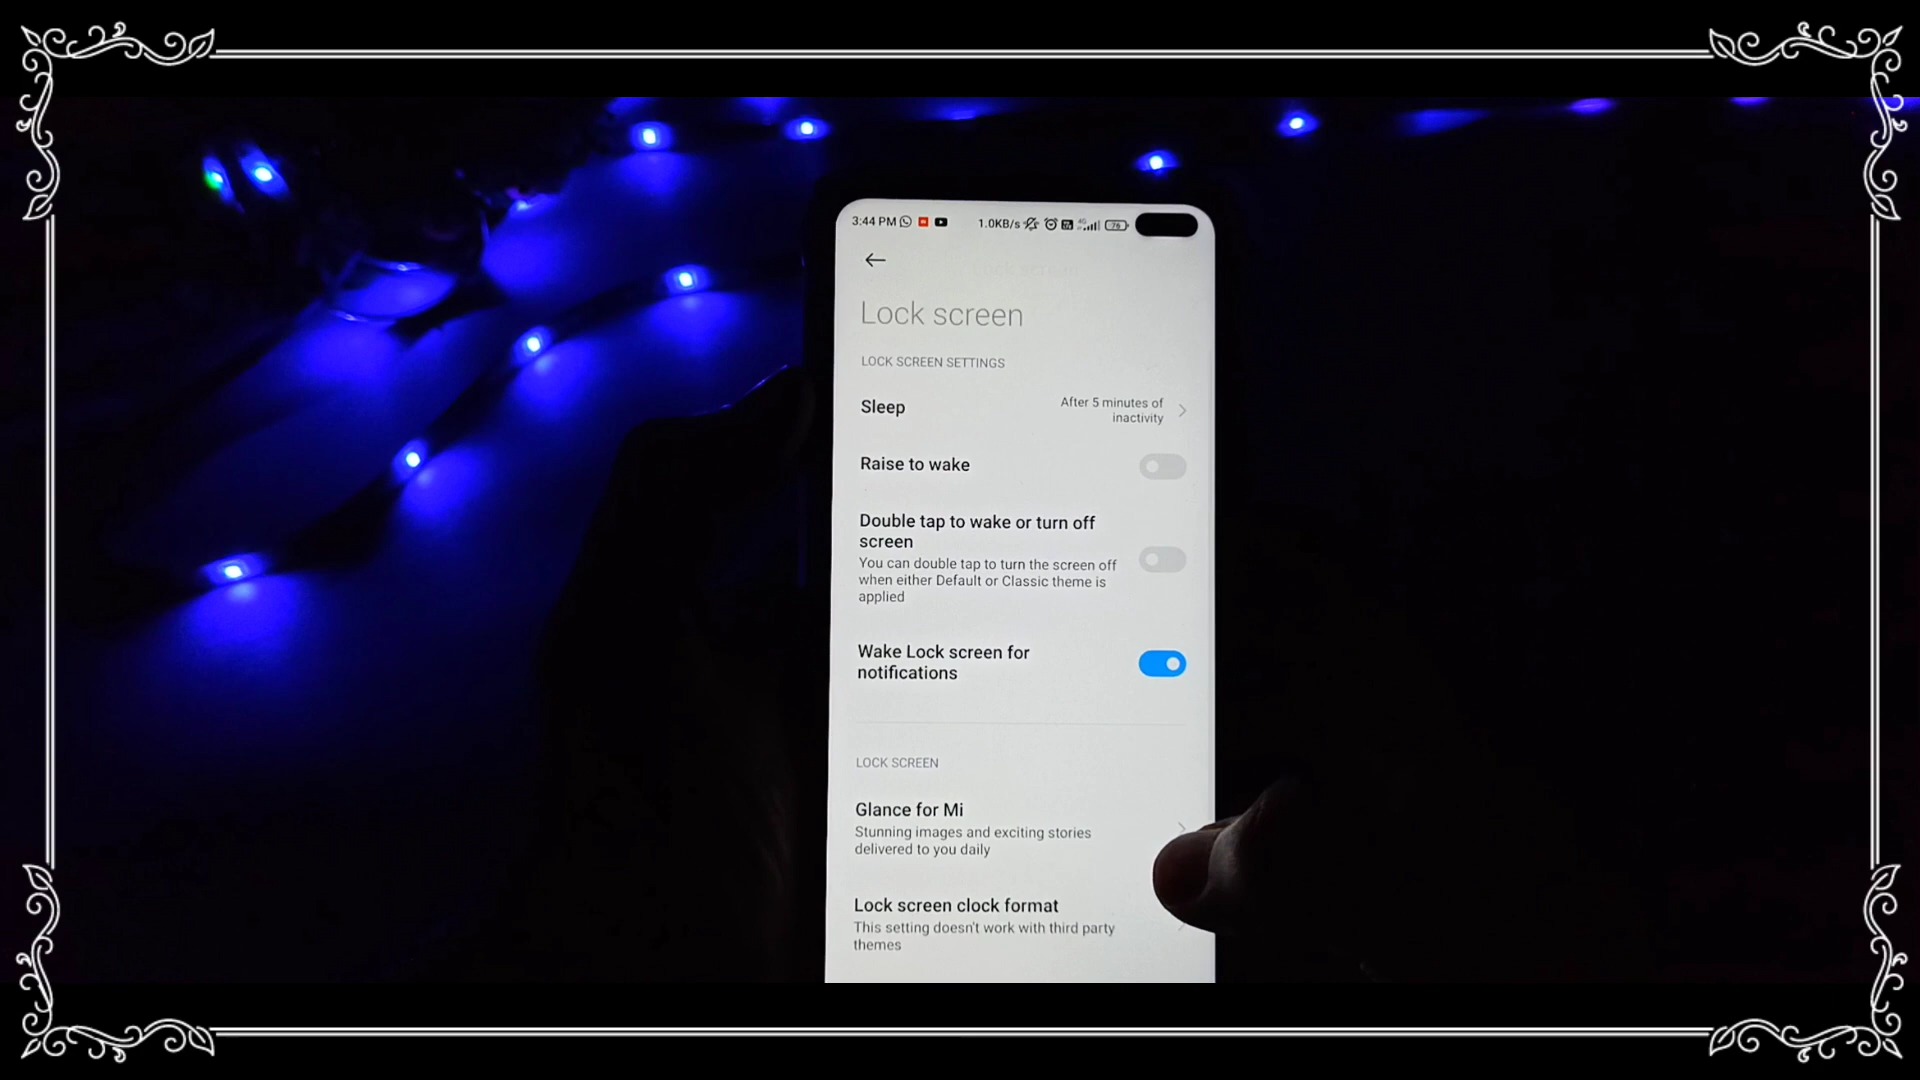 3:44 PM 1.0KB/s 4G 76
Lock screen
LOCK SCREEN SETTINGS
Sleep
After 5 minutes of
inactivity
Raise to wake
Double tap to wake or turn off
screen
You can double tap to turn the screen off
when either Default or Classic theme is
applied
Wake Lock screen for
notifications
LOCK SCREEN
Glance for Mi
Stunning images and exciting stories
delivered to you daily
Lock screen clock format
This setting doesn't work with third party
themes